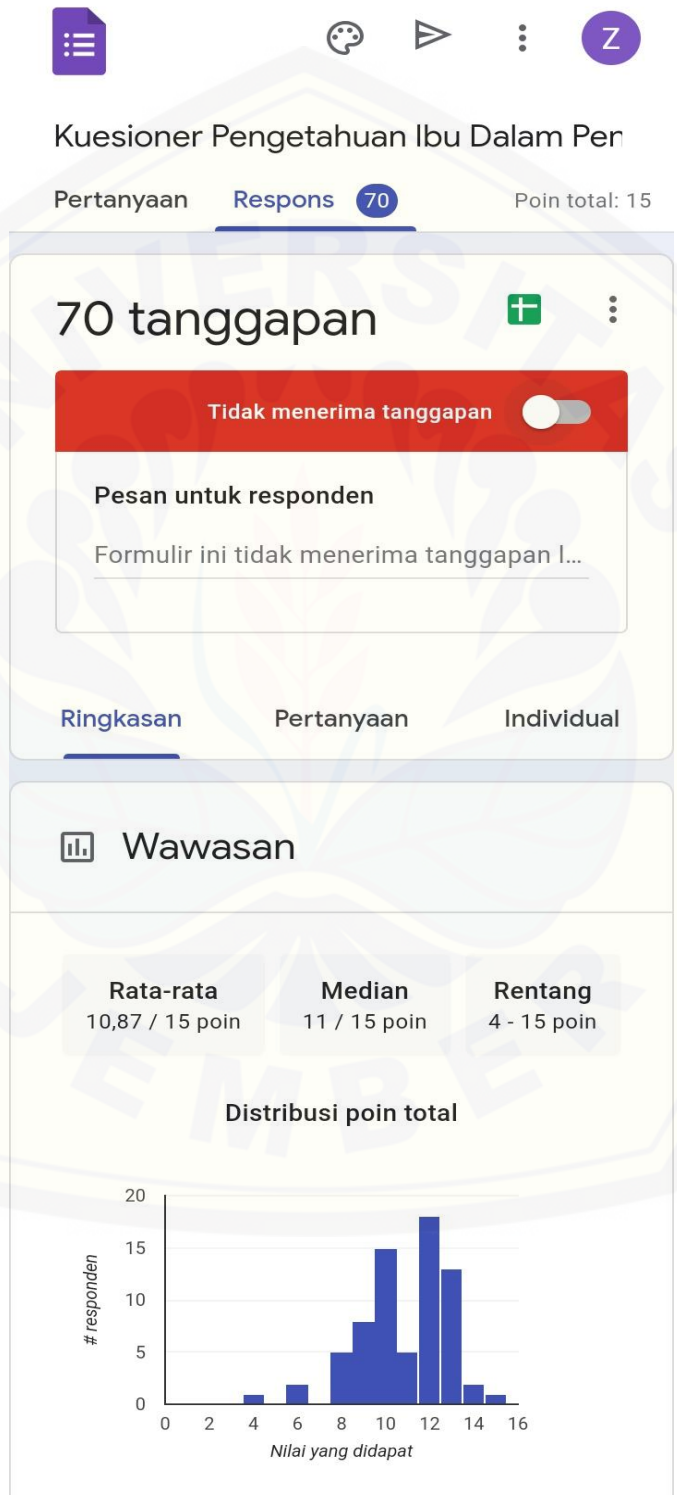 Z
Kuesioner Pengetahuan Ibu Dalam Pen
Pertanyaan Respons 70 Poin total: 15
70 tanggapan
Tidak menerima tanggapan
Pesan untuk responden
Formulir ini tidak menerima tanggapan l...
Ringkasan Pertanyaan Individual
Wawasan
Rata-rata Median Rentang
10,87 / 15 poin 11 / 15 poin 4 - 15 poin
Distribusi poin total
20
15
10
5
0
# responden
0 2 4 6 8 10 12 14 16
Nilai yang didapat
UNIVERSITAS
JEMBER